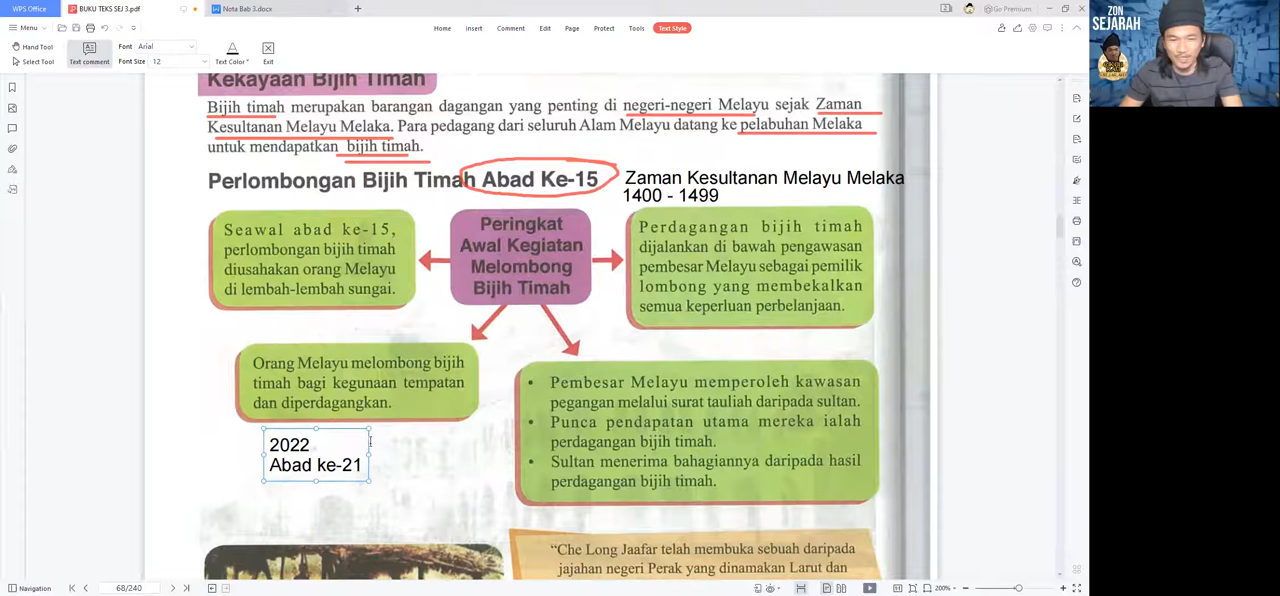 WPS Office
BUKU TEKS SEJ 3.pdf
Nota Bab 3.docx
Go Premium
Menu
Home
Insert
Comment
Edit
Page
Protect
Tools
Text Style
Hand Tool
Select Tool
Text comment
Font Arial
Font Size 12
Text Color
Exit
ZON
SEJARAH
Kekayaan Bijih Timah
Bijih timah merupakan barangan dagangan yang penting di negeri-negeri Melayu sejak Zaman
Kesultanan Melayu Melaka. Para pedagang dari seluruh Alam Melayu datang ke pelabuhan Melaka
untuk mendapatkan bijih timah.
Perlombongan Bijih Timah Abad Ke-15
Zaman Kesultanan Melayu Melaka
1400 - 1499
Seawal abad ke-15,
perlombongan bijih timah
diusahakan orang Melayu
di lembah-lembah sungai.
Peringkat
Awal Kegiatan
Melombong
Bijih Timah
Perdagangan bijih timah
dijalankan di bawah pengawasan
pembesar Melayu sebagai pemilik
lombong yang membekalkan
semua keperluan perbelanjaan.
Orang Melayu melombong bijih
timah bagi kegunaan tempatan
dan diperdagangkan.
2022
Abad ke-21
• Pembesar Melayu memperoleh kawasan
pegangan melalui surat tauliah daripada sultan.
• Punca pendapatan utama mereka ialah
perdagangan bijih timah.
• Sultan menerima bahagiannya daripada hasil
perdagangan bijih timah.
"Che Long Jaafar telah membuka sebuah daripada
jajahan negeri Perak yang dinamakan Larut dan
Navigation
68/240
200%